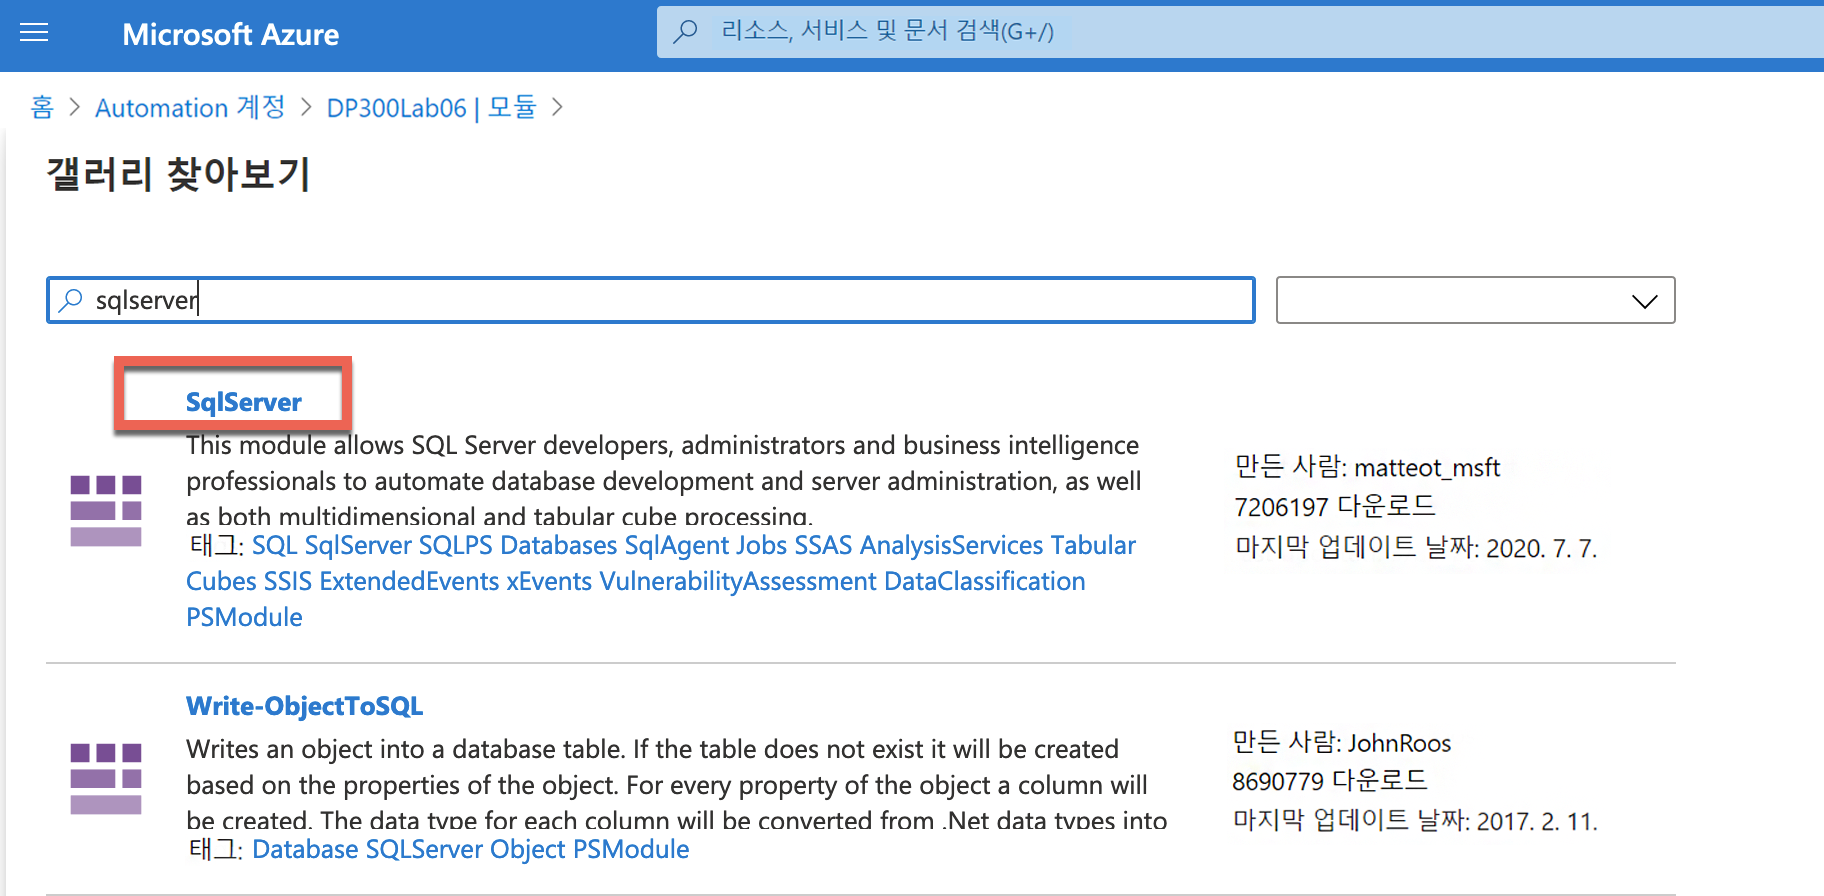 Microsoft Azure
리소스, 서비스 및 문서 검색(G+/)
홈 > Automation 계정 > DP300Lab06 | 모듈 >
갤러리 찾아보기
sqlserver
SqlServer
This module allows SQL Server developers, administrators and business intelligence
professionals to automate database development and server administration, as well
as both multidimensional and tabular cube processing.
태그: SQL SqlServer SQLPS Databases SqlAgent Jobs SSAS AnalysisServices Tabular
Cubes SSIS ExtendedEvents xEvents VulnerabilityAssessment DataClassification
PSModule
만든 사람: matteot_msft
7206197 다운로드
마지막 업데이트 날짜: 2020. 7. 7.
Write-ObjectToSQL
Writes an object into a database table. If the table does not exist it will be created
based on the properties of the object. For every property of the object a column will
be created. The data type for each column will be converted from .Net data types into
태그: Database SQLServer Object PSModule
만든 사람: JohnRoos
8690779 다운로드
마지막 업데이트 날짜: 2017. 2. 11.